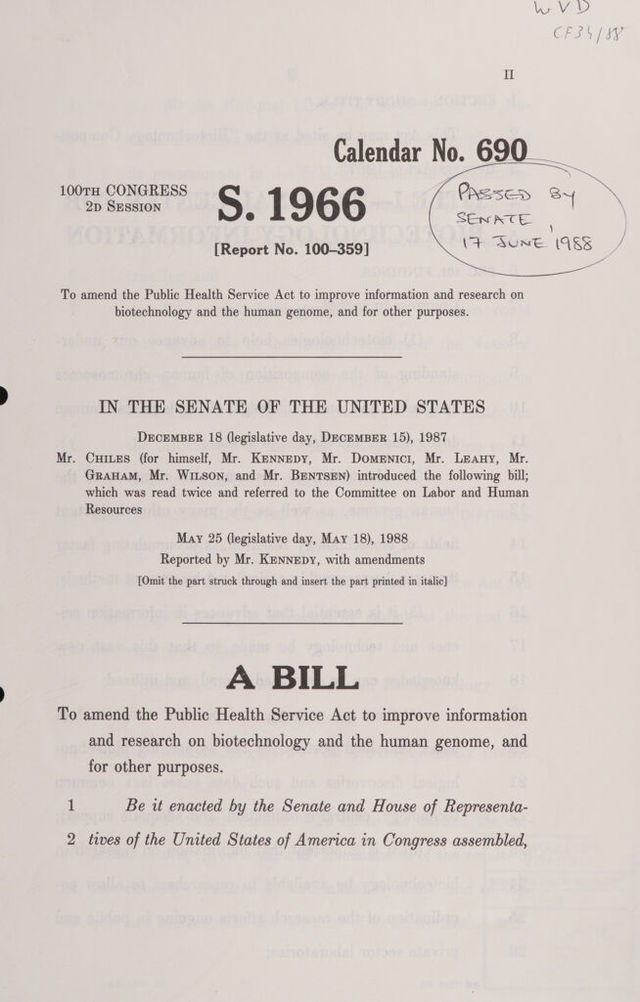 WVD
CF34/88
II
Calendar No. 690
100TH CONGRESS
2D SESSION
S. 1966
[Report No. 100–359]
PASSED BY
SENATE,
17 JUNE 1988
To amend the Public Health Service Act to improve information and research on
biotechnology and the human genome, and for other purposes.
IN THE SENATE OF THE UNITED STATES
DECEMBER 18 (legislative day, DECEMBER 15), 1987
Mr. CHILES (for himself, Mr. KENNEDY, Mr. DOMENICI, Mr. LEAHY, Mr.
GRAHAM, Mr. WILSON, and Mr. BENTSEN) introduced the following bill;
which was read twice and referred to the Committee on Labor and Human
Resources
MAY 25 (legislative day, MAY 18), 1988
Reported by Mr. KENNEDY, with amendments
[Omit the part struck through and insert the part printed in italic]
A BILL
To amend the Public Health Service Act to improve information
and research on biotechnology and the human genome, and
for other purposes.
1 Be it enacted by the Senate and House of Representa-
2 tives of the United States of America in Congress assembled,